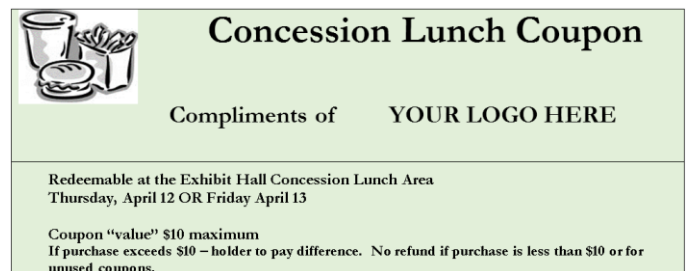 Concession Lunch Coupon
Compliments of YOUR LOGO HERE
Redeemable at the Exhibit Hall Concession Lunch Area
Thursday, April 12 OR Friday April 13
Coupon “value” $10 maximum
If purchase exceeds $10 – holder to pay difference. No refund if purchase is less than $10 or for
unused coupons.